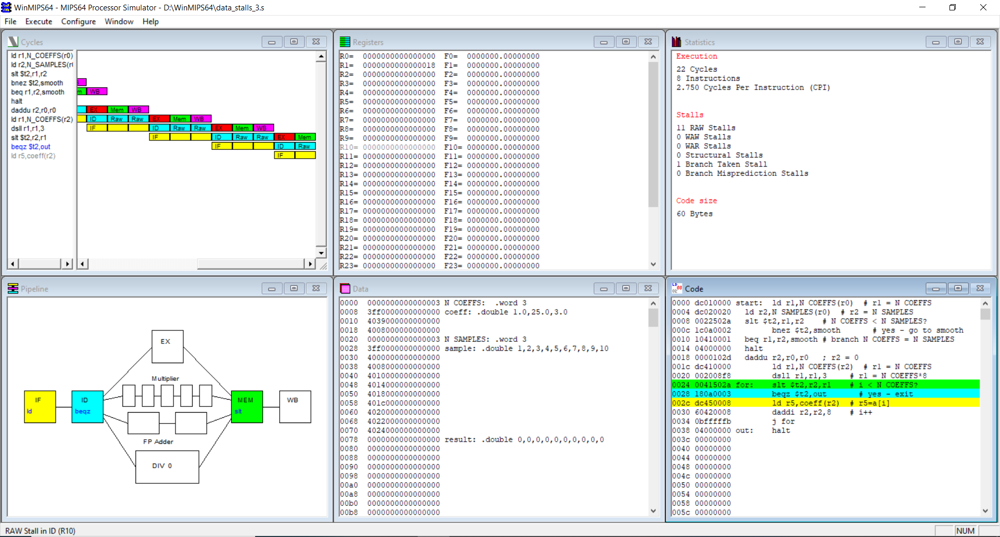 WinMIPS64 - MIPS64 Processor Simulator - D:\WinMIPS64\data_stalls_3.s
File Execute Configure Window Help
Cycles
ld r1,N_COEFFS(r0)
ld r2,N_SAMPLES(r
slt $t2,r1,r2
bnez $t2,smooth
beq r1,r2,smooth WB
halt
daddu r2,r0,r0 EX Mem WB
ld r1,N_COEFFS(r2) ID Raw Raw EX Mem WB
dsll r1,r1,3 IF ID Raw Raw EX Mem WB
slt $t2,r2,r1 IF ID Raw Raw EX Mem
beqz $t2,out IF ID Raw
ld r5,coeff(r2) IF
Registers
R0= 0000000000000000 F0= 0000000.00000000
R1= 0000000000000018 F1= 0000000.00000000
R2= 0000000000000000 F2= 0000000.00000000
R3= 0000000000000000 F3= 0000000.00000000
R4= 0000000000000000 F4= 0000000.00000000
R5= 0000000000000000 F5= 0000000.00000000
R6= 0000000000000000 F6= 0000000.00000000
R7= 0000000000000000 F7= 0000000.00000000
R8= 0000000000000000 F8= 0000000.00000000
R9= 0000000000000000 F9= 0000000.00000000
R10= 0000000000000000 F10= 0000000.00000000
R11= 0000000000000000 F11= 0000000.00000000
R12= 0000000000000000 F12= 0000000.00000000
R13= 0000000000000000 F13= 0000000.00000000
R14= 0000000000000000 F14= 0000000.00000000
R15= 0000000000000000 F15= 0000000.00000000
R16= 0000000000000000 F16= 0000000.00000000
R17= 0000000000000000 F17= 0000000.00000000
R18= 0000000000000000 F18= 0000000.00000000
R19= 0000000000000000 F19= 0000000.00000000
R20= 0000000000000000 F20= 0000000.00000000
R21= 0000000000000000 F21= 0000000.00000000
R22= 0000000000000000 F22= 0000000.00000000
R23= 0000000000000000 F23= 0000000.00000000
Statistics
Execution
22 Cycles
8 Instructions
2.750 Cycles Per Instruction (CPI)
Stalls
11 RAW Stalls
0 WAW Stalls
0 WAR Stalls
0 Structural Stalls
1 Branch Taken Stall
0 Branch Misprediction Stalls
Code size
60 Bytes
Pipeline
EX
Multiplier
IF ID MEM WB
ld beqz slt
FP Adder
DIV 0
Data
0000 0000000000000003 N COEFFS: .word 3
0008 3ff0000000000000 coeff: .double 1.0,25.0,3.0
0010 4039000000000000
0018 4008000000000000
0020 0000000000000003 N SAMPLES: .word 3
0028 3ff0000000000000 sample: .double 1,2,3,4,5,6,7,8,9,10
0030 4000000000000000
0038 4008000000000000
0040 4010000000000000
0048 4014000000000000
0050 4018000000000000
0058 401c000000000000
0060 4020000000000000
0068 4022000000000000
0070 4024000000000000
0078 0000000000000000 result: .double 0,0,0,0,0,0,0,0,0,0
0080 0000000000000000
0088 0000000000000000
0090 0000000000000000
0098 0000000000000000
00a0 0000000000000000
00a8 0000000000000000
00b0 0000000000000000
00b8 0000000000000000
Code
0000 dc010000 start: ld r1,N COEFFS(r0) # r1 = N COEFFS
0004 dc020020 ld r2,N SAMPLES(r0) # r2 = N SAMPLES
0008 0022502a slt $t2,r1,r2 # N COEFFS < N SAMPLES?
000c 1c0a0002 bnez $t2,smooth # yes - go to smooth
0010 10410001 beq r1,r2,smooth # branch N COEFFS = N SAMPLES
0014 04000000 halt
0018 0000102d daddu r2,r0,r0 ; r2 = 0
001c dc410000 ld r1,N COEFFS(r2) # r1 = N COEFFS
0020 002008f8 dsll r1,r1,3 # r1 = N COEFFS*8
0024 0041502a for: slt $t2,r2,r1 # i < N COEFFS?
0028 180a0003 beqz $t2,out # yes - exit
002c dc450008 ld r5,coeff(r2) # r5=a[i]
0030 60420008 daddi r2,r2,8 # i++
0034 0bfffffb j for
0038 04000000 out: halt
003c 00000000
0040 00000000
0044 00000000
0048 00000000
004c 00000000
0050 00000000
0054 00000000
0058 00000000
005c 00000000
RAW Stall in ID (R10)
NUM